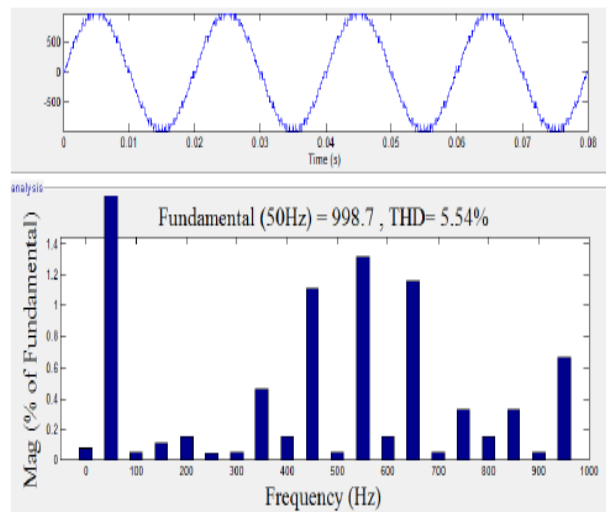 500
0
-500
0 0.01 0.02 0.03 0.04 0.05 0.06 0.07 0.08
Time (s)
analysis
Fundamental (50Hz) = 998.7 , THD= 5.54%
Mag (% of Fundamental)
1.4
1.2
1
0.8
0.6
0.4
0.2
0
0 100 200 300 400 500 600 700 800 900 1000
Frequency (Hz)